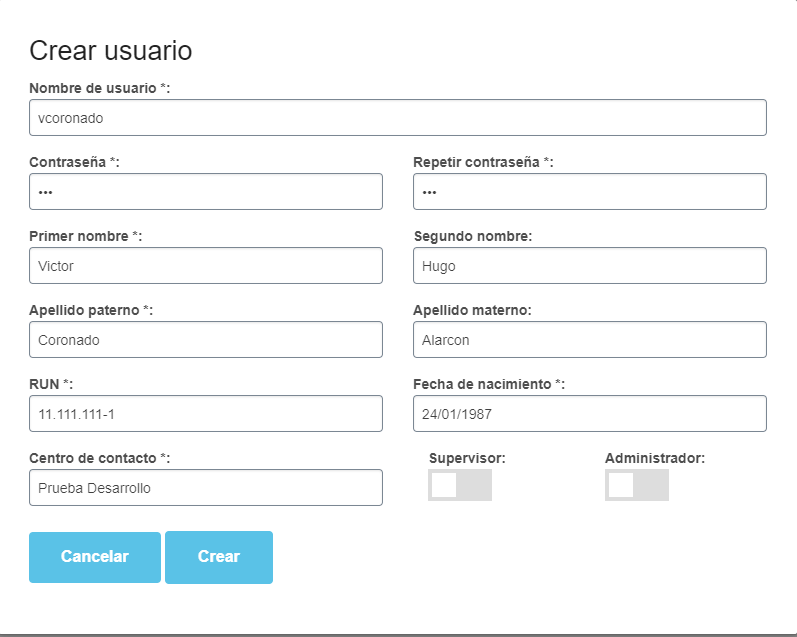 Crear usuario
Nombre de usuario *:
vcoronado
Contraseña *: Repetir contraseña *:
••• •••
Primer nombre *: Segundo nombre:
Victor Hugo
Apellido paterno *: Apellido materno:
Coronado Alarcon
RUN *: Fecha de nacimiento *:
11.111.111-1 24/01/1987
Centro de contacto *: Supervisor: Administrador:
Prueba Desarrollo
Cancelar Crear